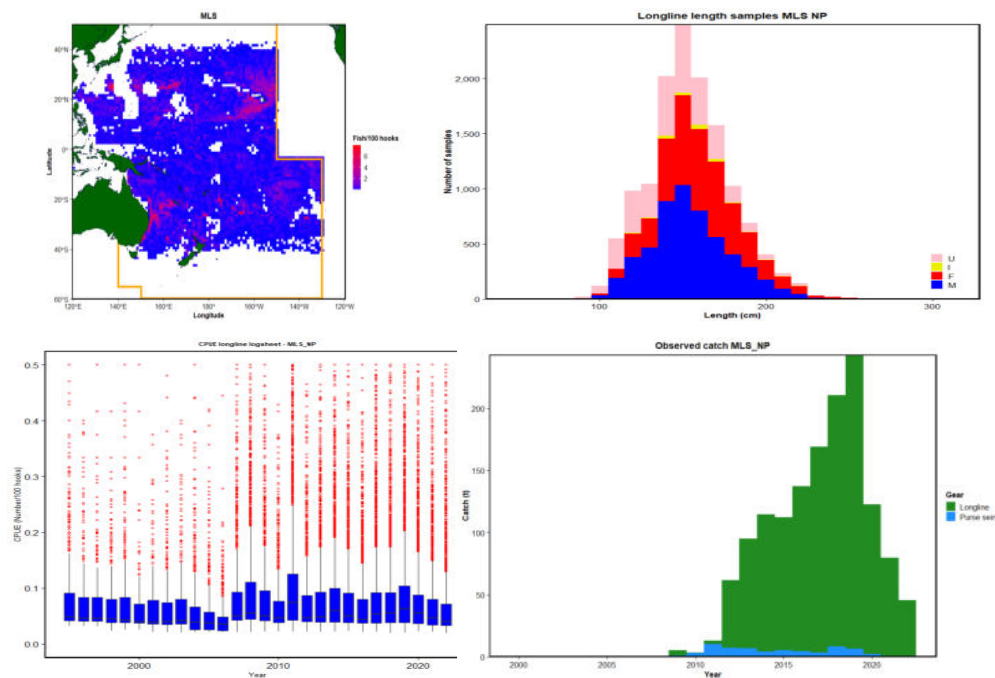 MLS
40°N
20°N
0°
20°S
40°S
60°S
Latitude
120°E
140°E
160°E
180°
160°W
140°W
120°W
Longitude
Fish/100 hooks
6
4
2
Longline length samples MLS NP
2,000
1,500
1,000
500
0
Number of samples
100
200
300
Length (cm)
U
I
F
M
CPUE longline logsheet - MLS_NP
0.5
0.4
0.3
0.2
0.1
0.0
CPUE (Number/100 hooks)
2000
2010
2020
Year
Observed catch MLS_NP
200
150
100
50
0
Catch (t)
2000
2005
2010
2015
2020
Year
Gear
Longline
Purse sein